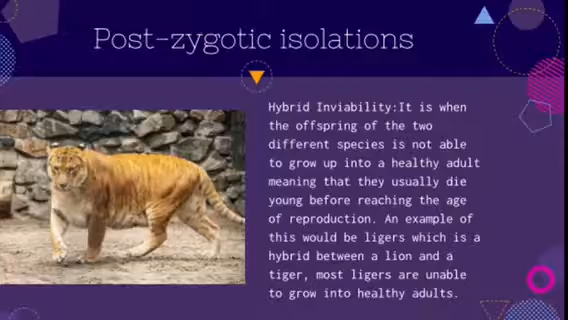 Post-zygotic isolations
Hybrid Inviability:It is when
the offspring of the two
different species is not able
to grow up into a healthy adult
meaning that they usually die
young before reaching the age
of reproduction. An example of
this would be ligers which is a
hybrid between a lion and a
tiger, most ligers are unable
to grow into healthy adults.